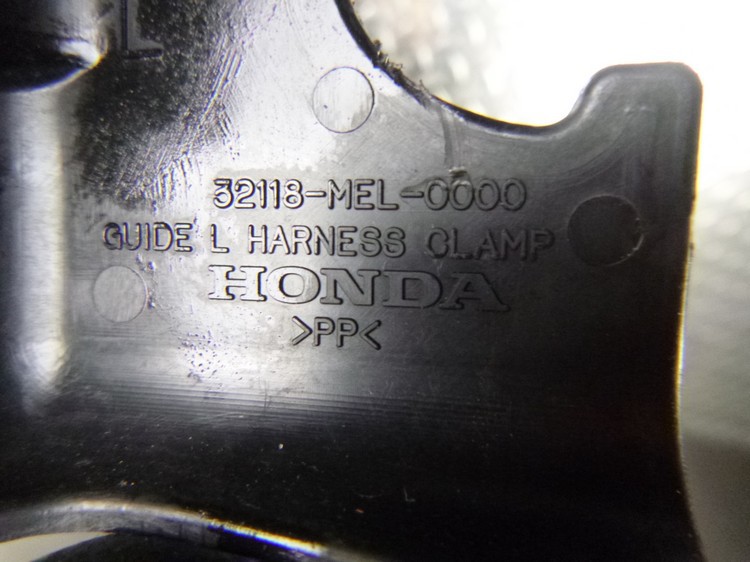 32118-MEL-0000
GUIDE L HARNESS CLAMP
HONDA
>PP<